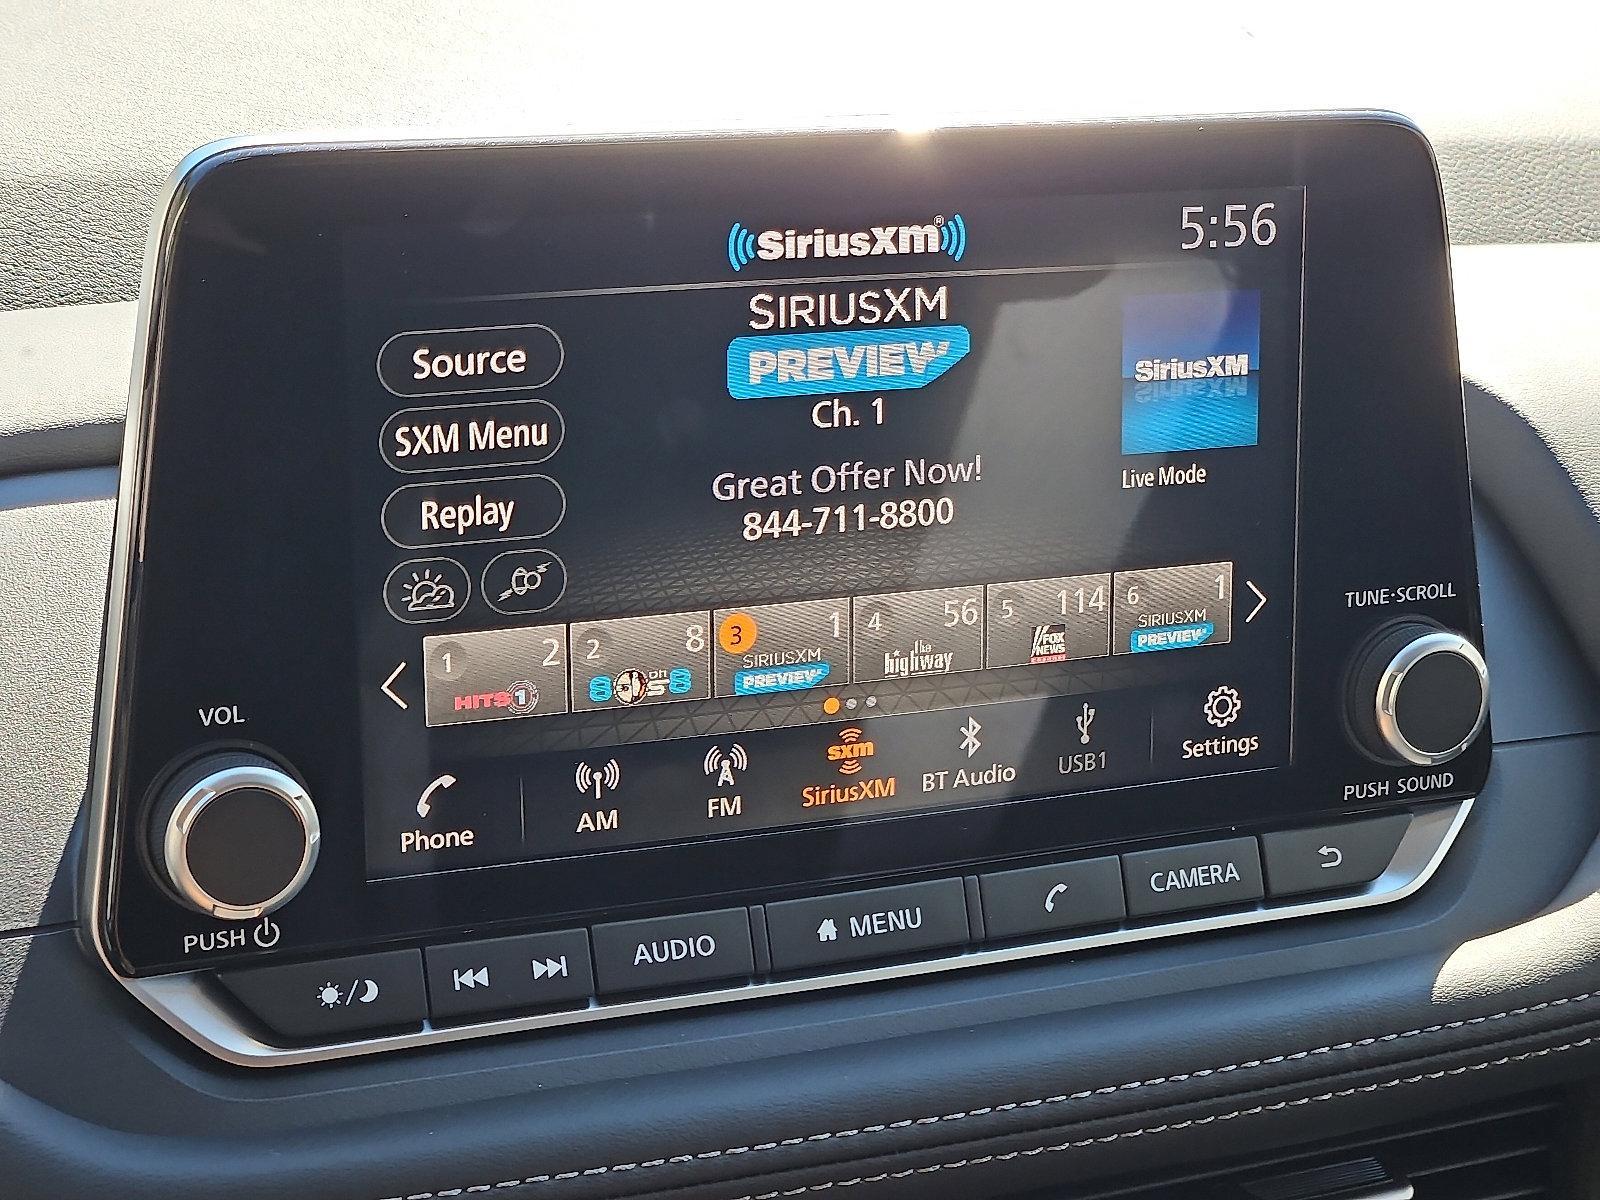 SiriusXM®
5:56
Source
SXM Menu
Replay
SIRIUSXM
PREVIEW
Ch. 1
Great Offer Now!
844-711-8800
SiriusXM
Live Mode
1 2
HITS 1
2 8
80s on 8
3 1
SIRIUSXM
PREVIEW
4 56
the
highway
5 114
FOX
NEWS
6 1
SIRIUSXM
PREVIEW
Phone
AM
FM
sxm
SiriusXM
BT Audio
USB1
Settings
VOL
PUSH
TUNE·SCROLL
PUSH SOUND
AUDIO
MENU
CAMERA